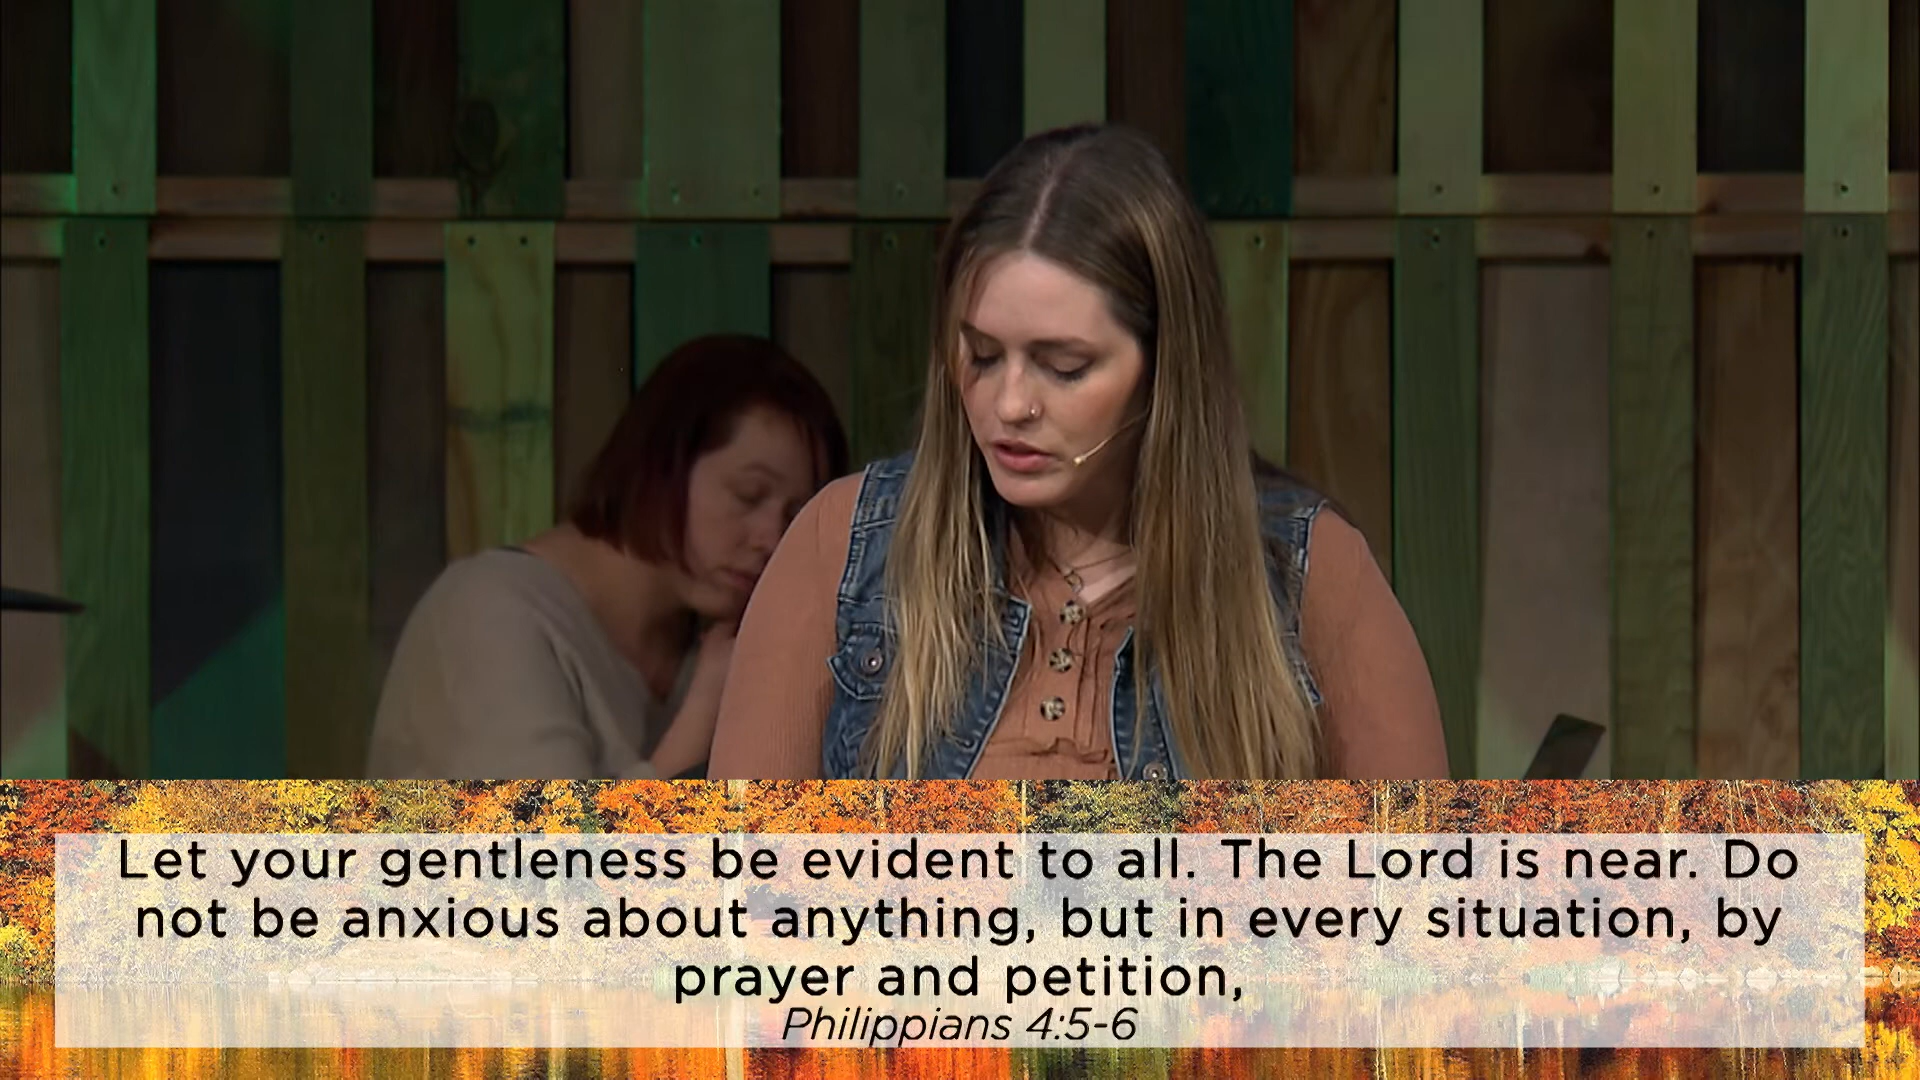 Let your gentleness be evident to all. The Lord is near. Do
not be anxious about anything, but in every situation, by
prayer and petition,
Philippians 4:5-6